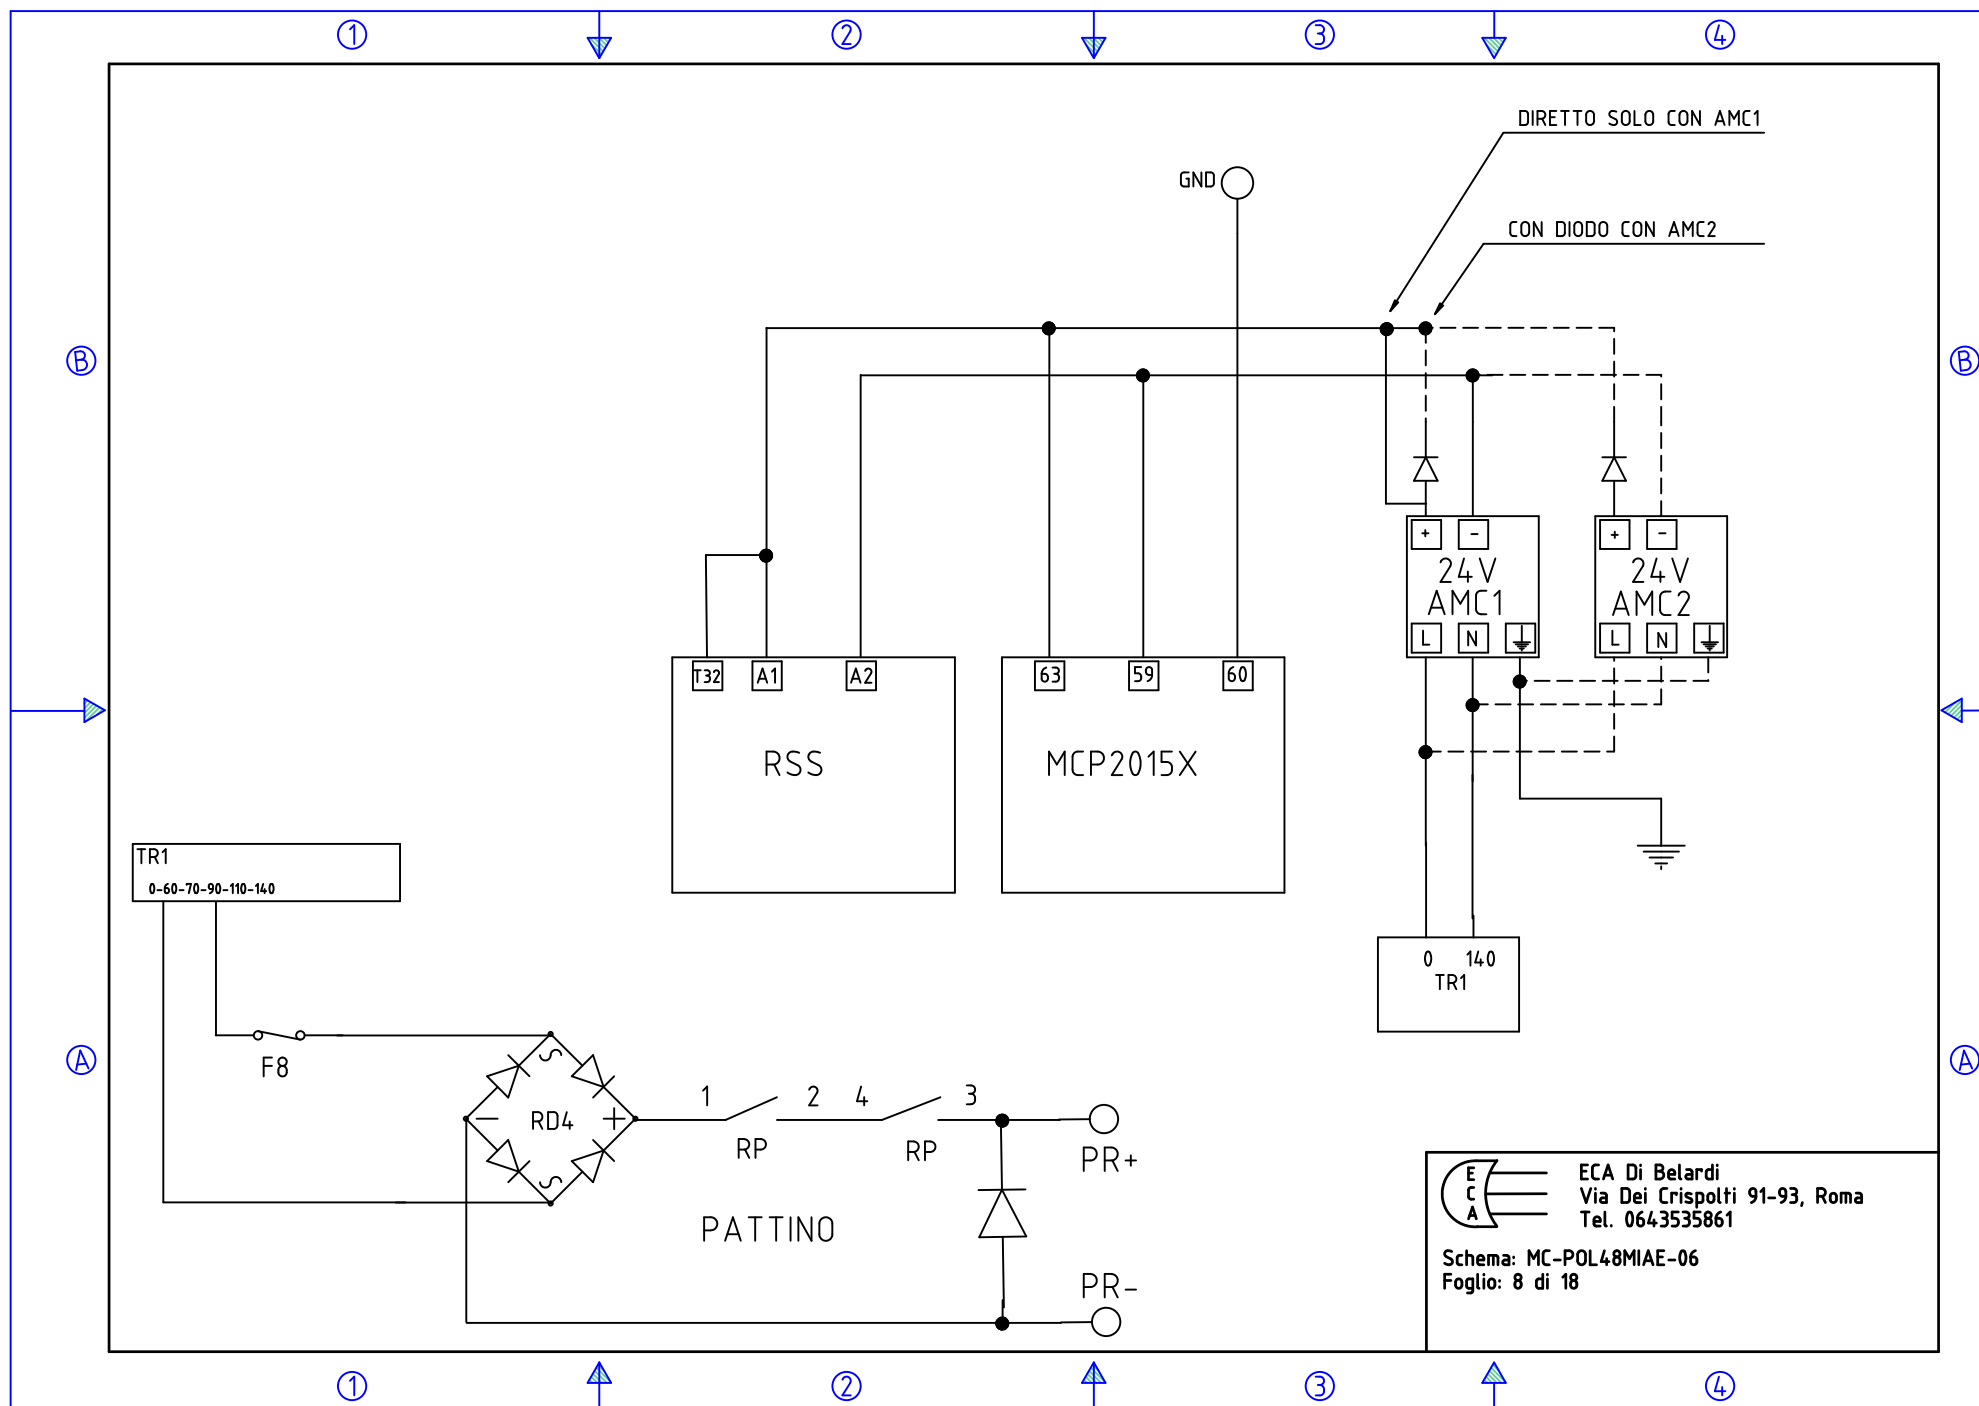 1 2 3 4
DIRETTO SOLO CON AMC1
GND
CON DIODO CON AMC2
B B
+ - + -
24V 24V
AMC1 AMC2
L N L N
T32 A1 A2 63 59 60
RSS MCP2015X
TR1
0-60-70-90-110-140
0 140
TR1
F8
A A
S
- RD4 +
S
1 2 4 3
RP RP
PR+
PATTINO
PR-
E
C
A
ECA Di Belardi
Via Dei Crispolti 91-93, Roma
Tel. 0643535861
Schema: MC-POL48MIAE-06
Foglio: 8 di 18
1 2 3 4